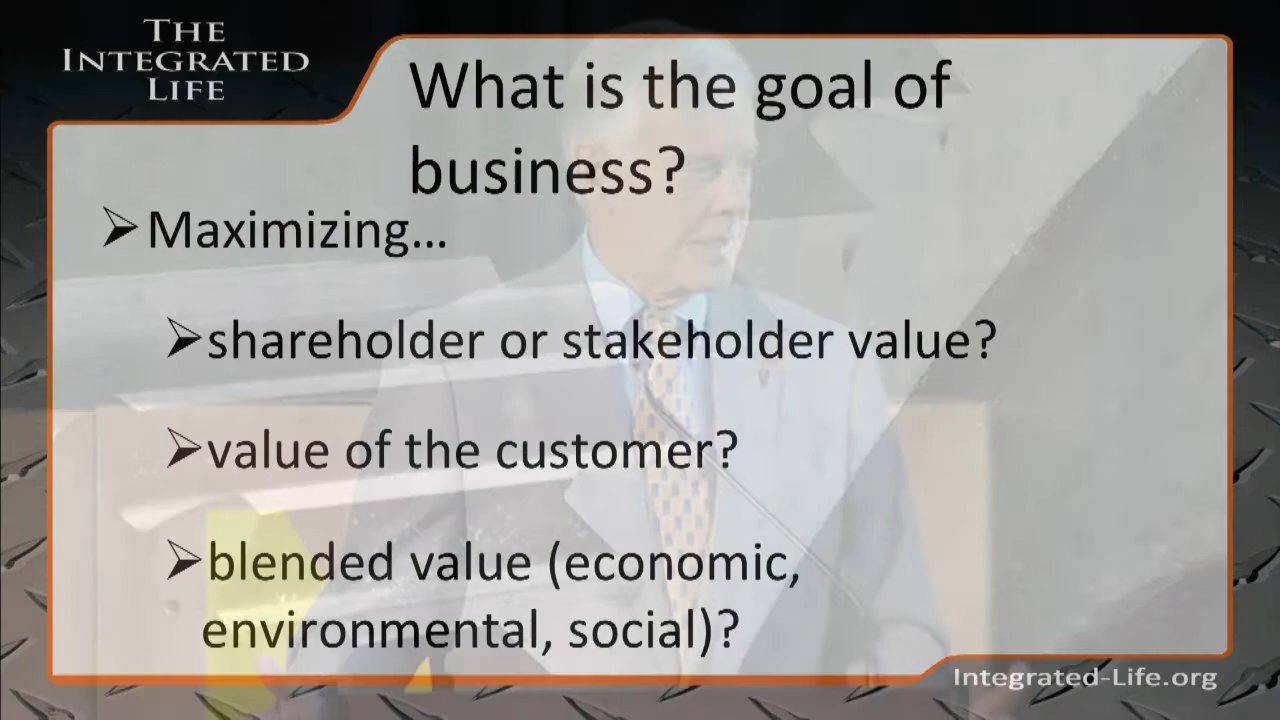 THE
INTEGRATED
LIFE
What is the goal of
business?
➢Maximizing…
➢shareholder or stakeholder value?
➢value of the customer?
➢blended value (economic,
environmental, social)?
Integrated-Life.org